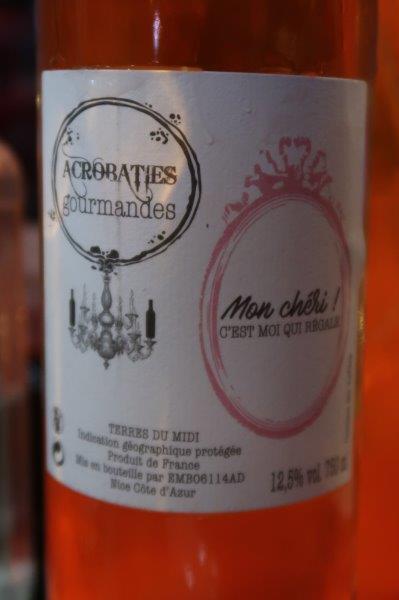 ACROBATIES
gourmandes
Mon chéri !
C'EST MOI QUI RÉGALE
TERRES DU MIDI
Indication géographique protégée
Produit de France
Mis en bouteille par EMB06114AD
Nice Côte d'Azur
12,5% vol. 750 m